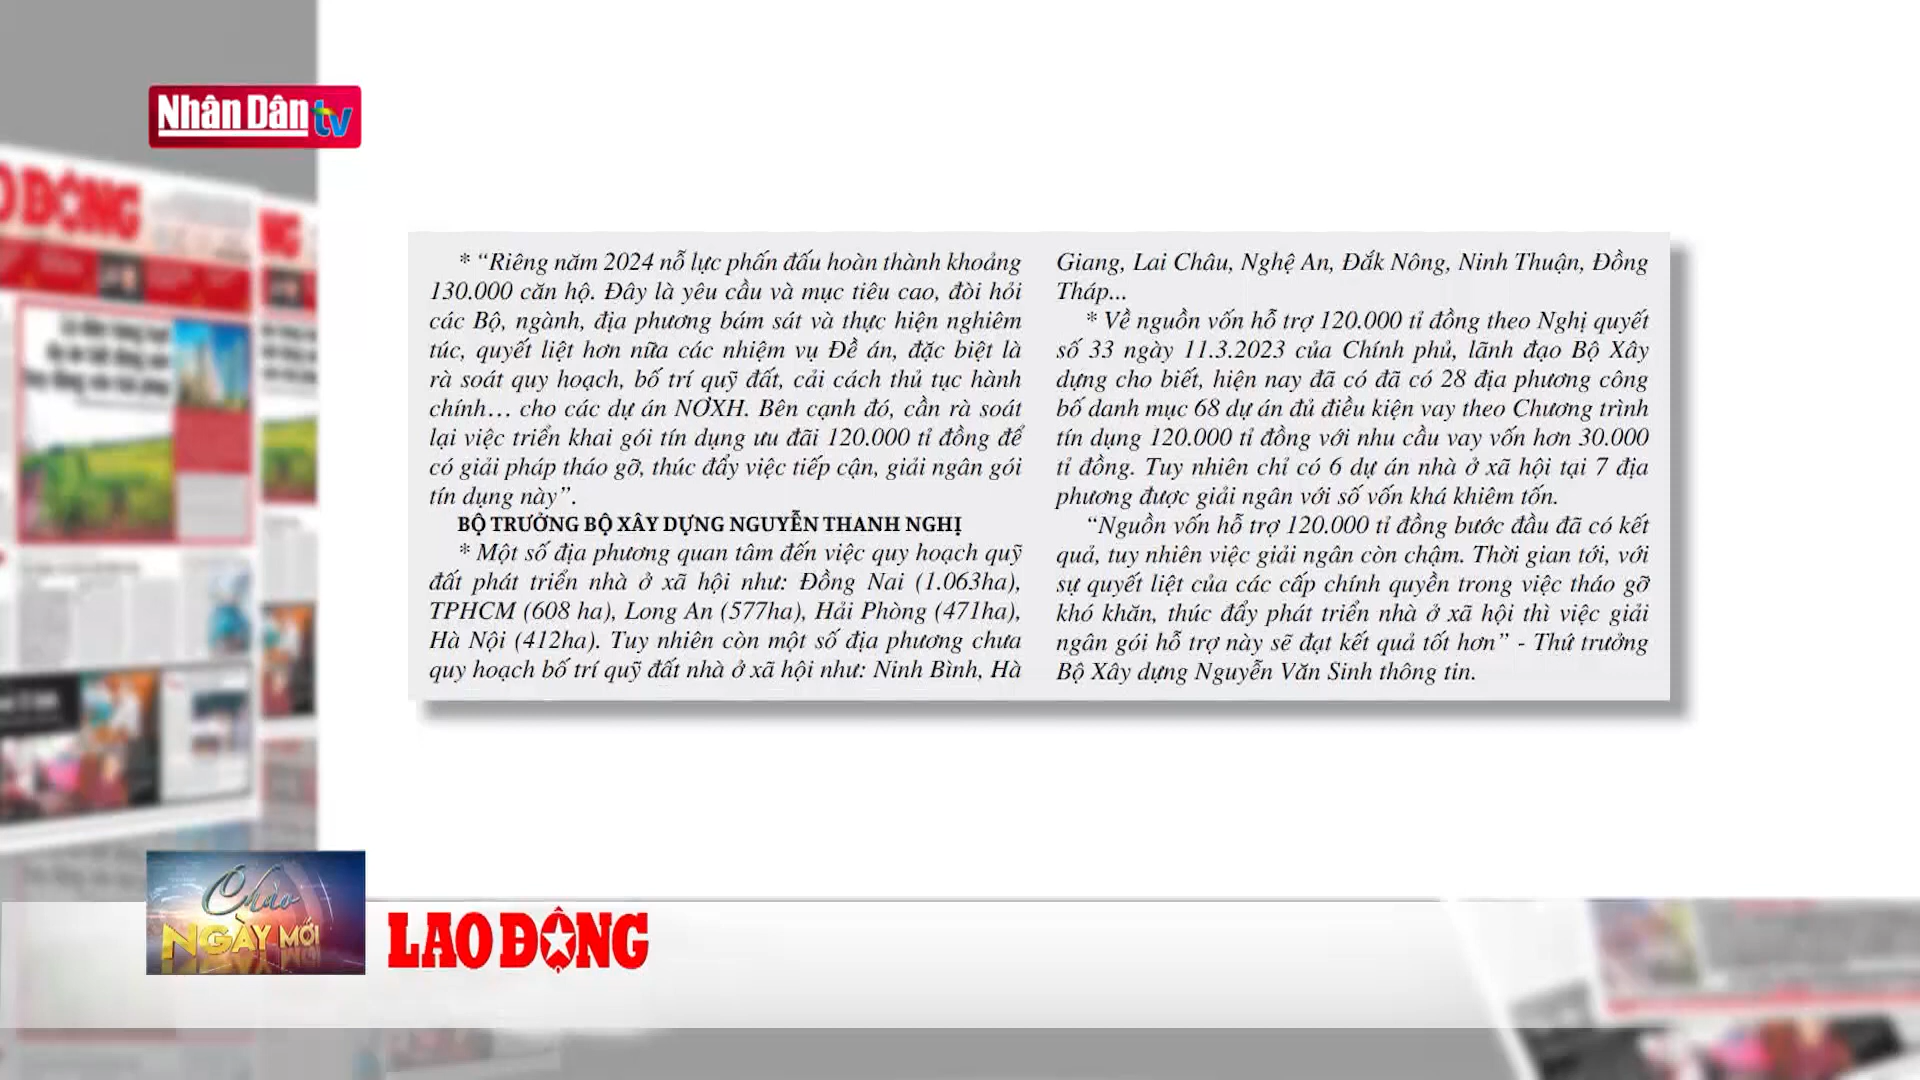 Nhân Dân tv
O ĐỘNG
NG
* “Riêng năm 2024 nỗ lực phấn đấu hoàn thành khoảng
130.000 căn hộ. Đây là yêu cầu và mục tiêu cao, đòi hỏi
các Bộ, ngành, địa phương bám sát và thực hiện nghiêm
túc, quyết liệt hơn nữa các nhiệm vụ Đề án, đặc biệt là
rà soát quy hoạch, bố trí quỹ đất, cải cách thủ tục hành
chính… cho các dự án NƠXH. Bên cạnh đó, cần rà soát
lại việc triển khai gói tín dụng ưu đãi 120.000 tỉ đồng để
có giải pháp tháo gỡ, thúc đẩy việc tiếp cận, giải ngân gói
tín dụng này”.
BỘ TRƯỞNG BỘ XÂY DỰNG NGUYỄN THANH NGHỊ
* Một số địa phương quan tâm đến việc quy hoạch quỹ
đất phát triển nhà ở xã hội như: Đồng Nai (1.063ha),
TPHCM (608 ha), Long An (577ha), Hải Phòng (471ha),
Hà Nội (412ha). Tuy nhiên còn một số địa phương chưa
quy hoạch bố trí quỹ đất nhà ở xã hội như: Ninh Bình, Hà
Giang, Lai Châu, Nghệ An, Đắk Nông, Ninh Thuận, Đồng
Tháp...
* Về nguồn vốn hỗ trợ 120.000 tỉ đồng theo Nghị quyết
số 33 ngày 11.3.2023 của Chính phủ, lãnh đạo Bộ Xây
dựng cho biết, hiện nay đã có đã có 28 địa phương công
bố danh mục 68 dự án đủ điều kiện vay theo Chương trình
tín dụng 120.000 tỉ đồng với nhu cầu vay vốn hơn 30.000
tỉ đồng. Tuy nhiên chỉ có 6 dự án nhà ở xã hội tại 7 địa
phương được giải ngân với số vốn khá khiêm tốn.
“Nguồn vốn hỗ trợ 120.000 tỉ đồng bước đầu đã có kết
quả, tuy nhiên việc giải ngân còn chậm. Thời gian tới, với
sự quyết liệt của các cấp chính quyền trong việc tháo gỡ
khó khăn, thúc đẩy phát triển nhà ở xã hội thì việc giải
ngân gói hỗ trợ này sẽ đạt kết quả tốt hơn” - Thứ trưởng
Bộ Xây dựng Nguyễn Văn Sinh thông tin.
Chào
NGÀY MỚI
LAO ĐỘNG